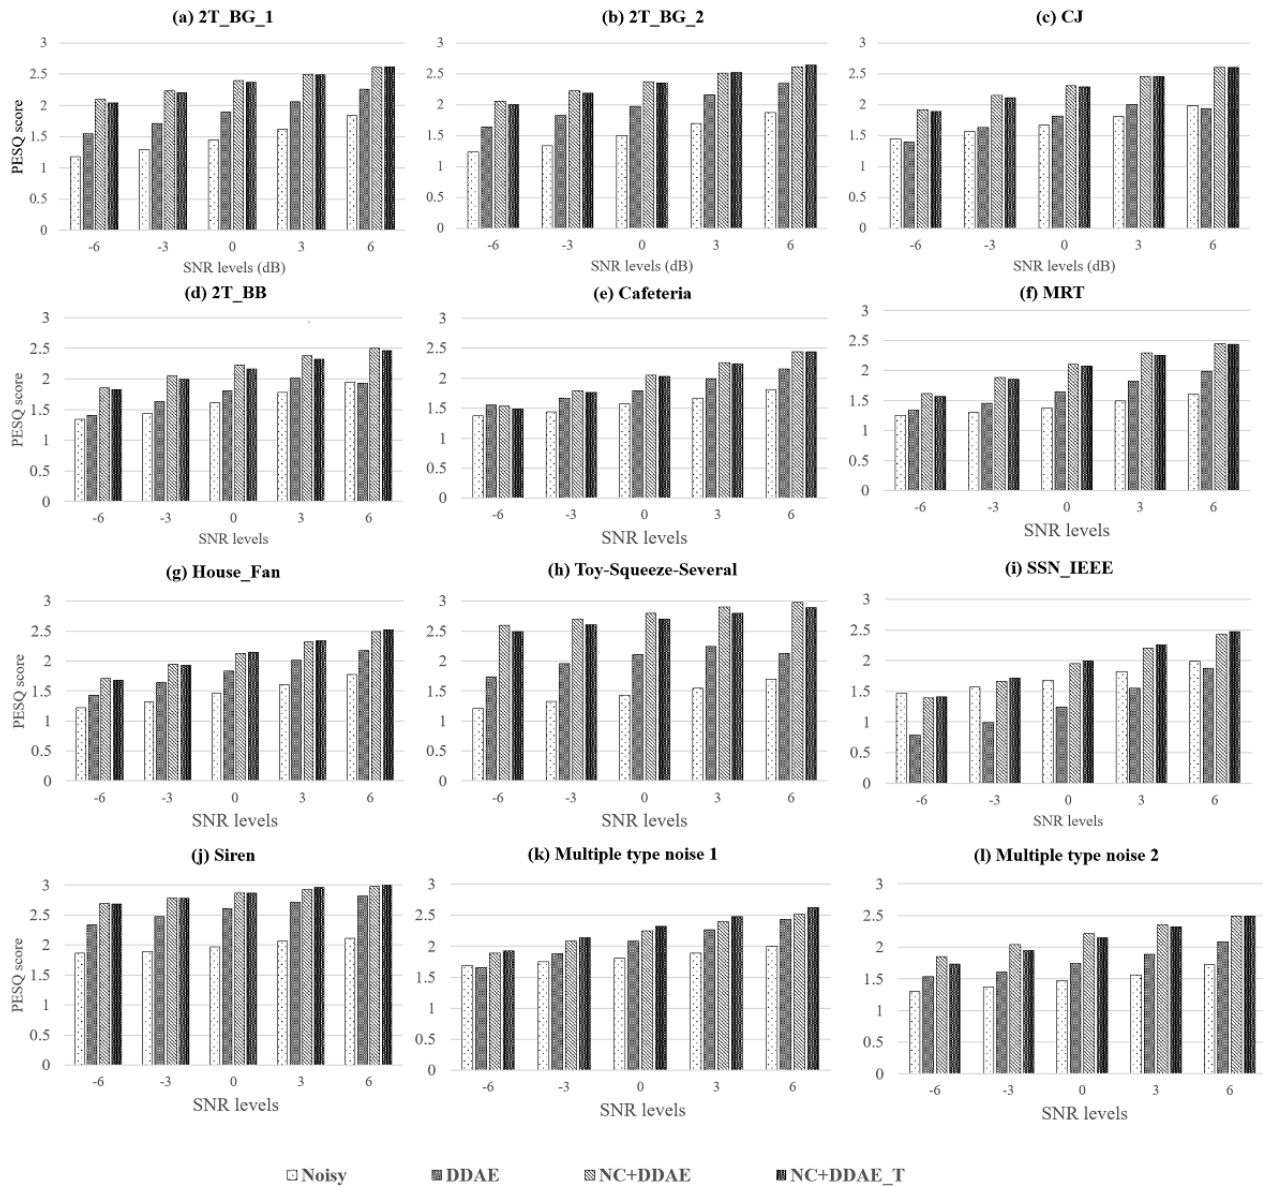 (a) 2T_BG_1
(b) 2T_BG_2
(c) CJ
PESQ score
3
2.5
2
1.5
1
0.5
0
-6 -3 0 3 6
SNR levels (dB)
3
2.5
2
1.5
1
0.5
0
-6 -3 0 3 6
SNR levels (dB)
3
2.5
2
1.5
1
0.5
0
-6 -3 0 3 6
SNR levels (dB)
(d) 2T_BB
(e) Cafeteria
(f) MRT
PESQ score
3
2.5
2
1.5
1
0.5
0
-6 -3 0 3 6
SNR levels
3
2.5
2
1.5
1
0.5
0
-6 -3 0 3 6
SNR levels
3
2.5
2
1.5
1
0.5
0
-6 -3 0 3 6
SNR levels
(g) House_Fan
(h) Toy-Squeeze-Several
(i) SSN_IEEE
PESQ score
3
2.5
2
1.5
1
0.5
0
-6 -3 0 3 6
SNR levels
3
2.5
2
1.5
1
0.5
0
-6 -3 0 3 6
SNR levels
3
2.5
2
1.5
1
0.5
0
-6 -3 0 3 6
SNR levels
(j) Siren
(k) Multiple type noise 1
(l) Multiple type noise 2
PESQ score
3
2.5
2
1.5
1
0.5
0
-6 -3 0 3 6
SNR levels
3
2.5
2
1.5
1
0.5
0
-6 -3 0 3 6
SNR levels
3
2.5
2
1.5
1
0.5
0
-6 -3 0 3 6
SNR levels
Noisy DDAE NC+DDAE NC+DDAE_T